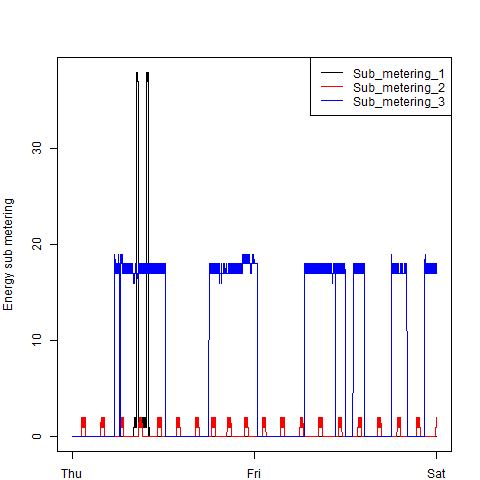 Sub_metering_1
Sub_metering_2
Sub_metering_3
Energy sub metering
30
20
10
0
Thu Fri Sat